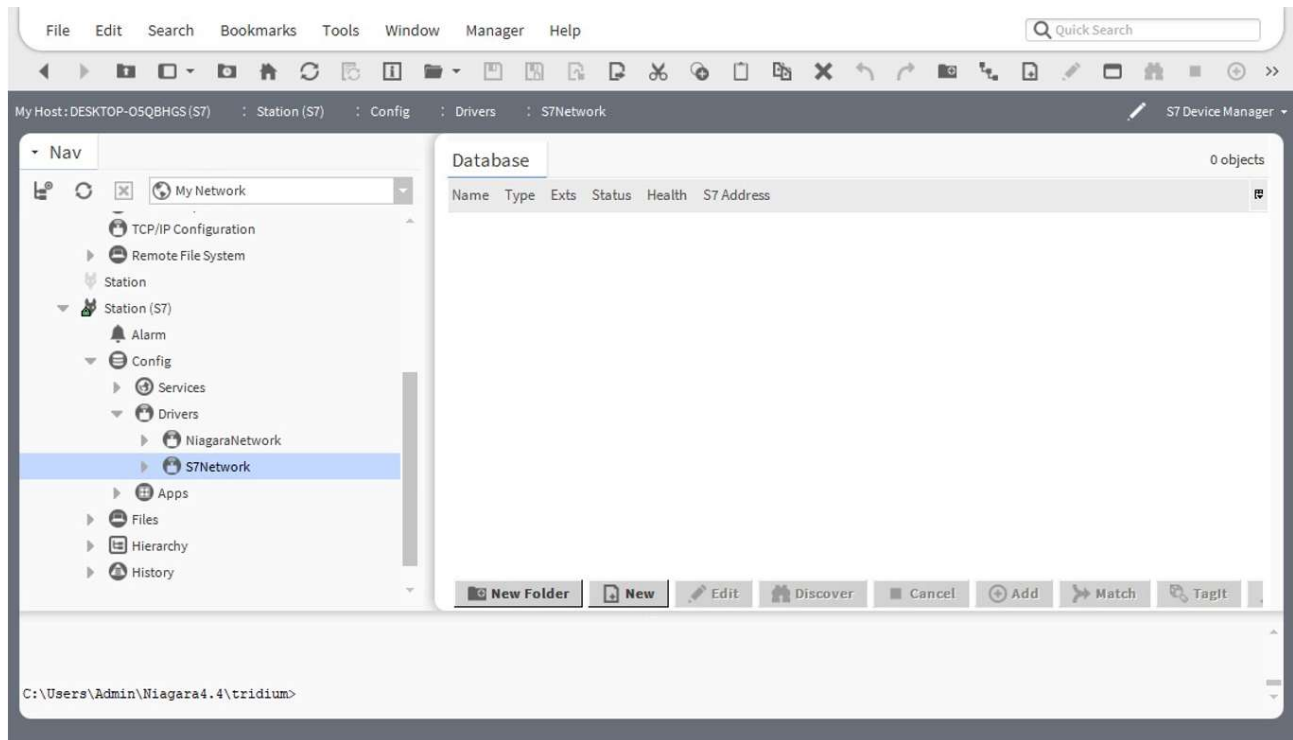 File Edit Search Bookmarks Tools Window Manager Help Quick Search
My Host : DESKTOP-O5QBHGS (S7) : Station (S7) : Config : Drivers : S7Network S7 Device Manager
Nav
My Network
TCP/IP Configuration
Remote File System
Station
Station (S7)
Alarm
Config
Services
Drivers
NiagaraNetwork
S7Network
Apps
Files
Hierarchy
History
Database 0 objects
Name Type Exts Status Health S7 Address
New Folder New Edit Discover Cancel Add Match TagIt
C:\Users\Admin\Niagara4.4\tridium>